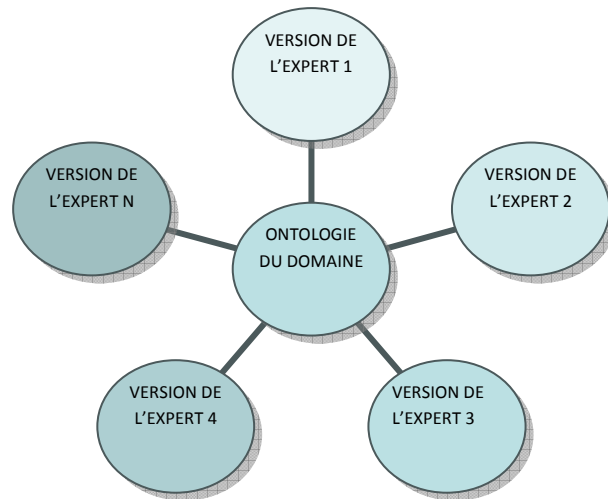 VERSION DE
L’EXPERT 1
VERSION DE
L’EXPERT N
VERSION DE
L’EXPERT 2
ONTOLOGIE
DU DOMAINE
VERSION DE
L’EXPERT 4
VERSION DE
L’EXPERT 3